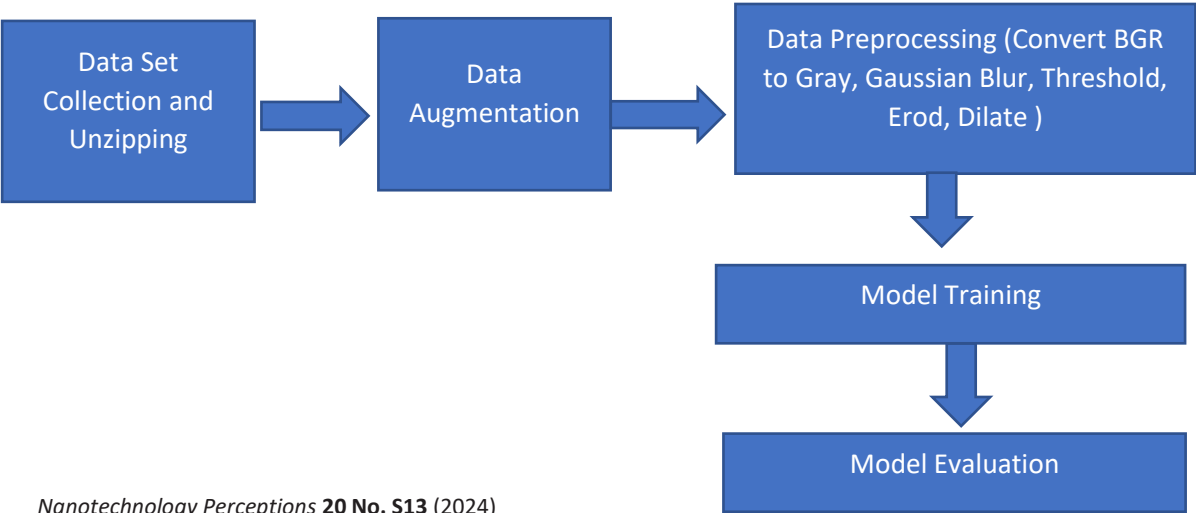 Data Set
Collection and
Unzipping
Data
Augmentation
Data Preprocessing (Convert BGR
to Gray, Gaussian Blur, Threshold,
Erod, Dilate )
Model Training
Model Evaluation
Nanotechnology Perceptions 20 No. S13 (2024)